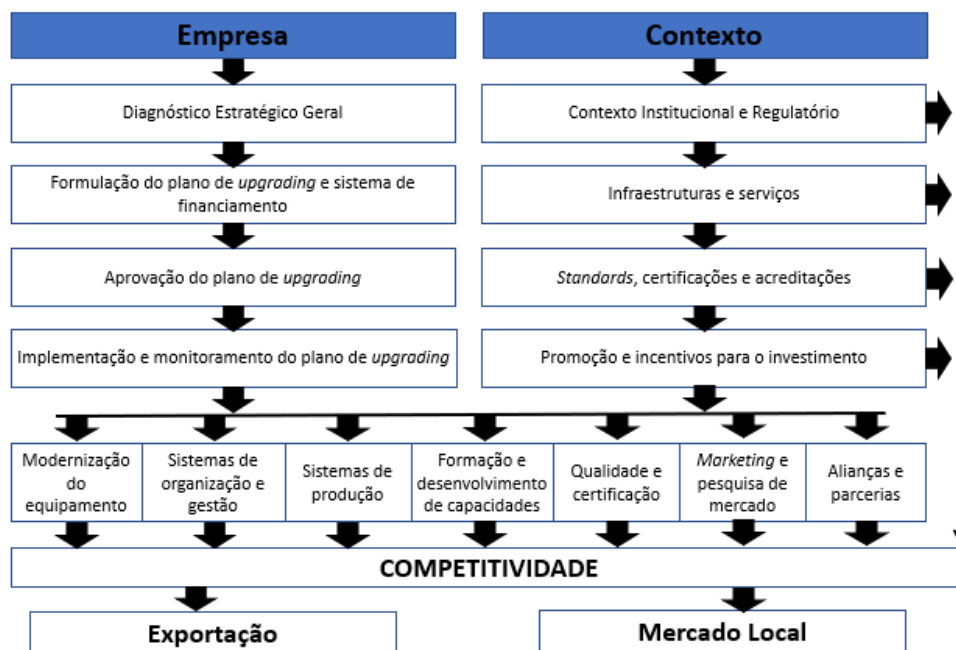 Empresa
Contexto
Diagnóstico Estratégico Geral
Contexto Institucional e Regulatório
Formulação do plano de upgrading e sistema de
financiamento
Infraestruturas e serviços
Aprovação do plano de upgrading
Standards, certificações e acreditações
Implementação e monitoramento do plano de upgrading
Promoção e incentivos para o investimento
Modernização
do
equipamento
Sistemas de
organização e
gestão
Sistemas de
produção
Formação e
desenvolvimento
de capacidades
Qualidade e
certificação
Marketing e
pesquisa de
mercado
Alianças e
parcerias
COMPETITIVIDADE
Exportação
Mercado Local